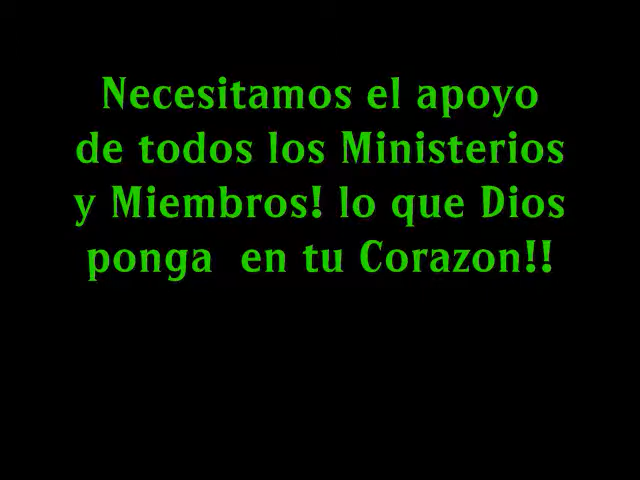 Necesitamos el apoyo
de todos los Ministerios
y Miembros! lo que Dios
ponga en tu Corazon!!